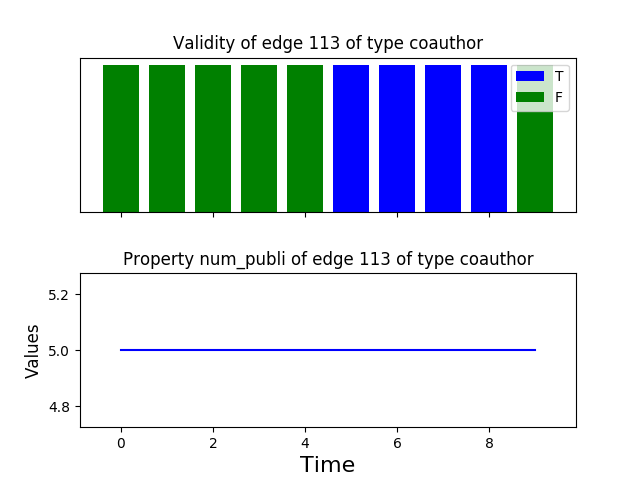 Validity of edge 113 of type coauthor
T
F
Property num_publi of edge 113 of type coauthor
5.2
5.0
4.8
Values
0 2 4 6 8
Time